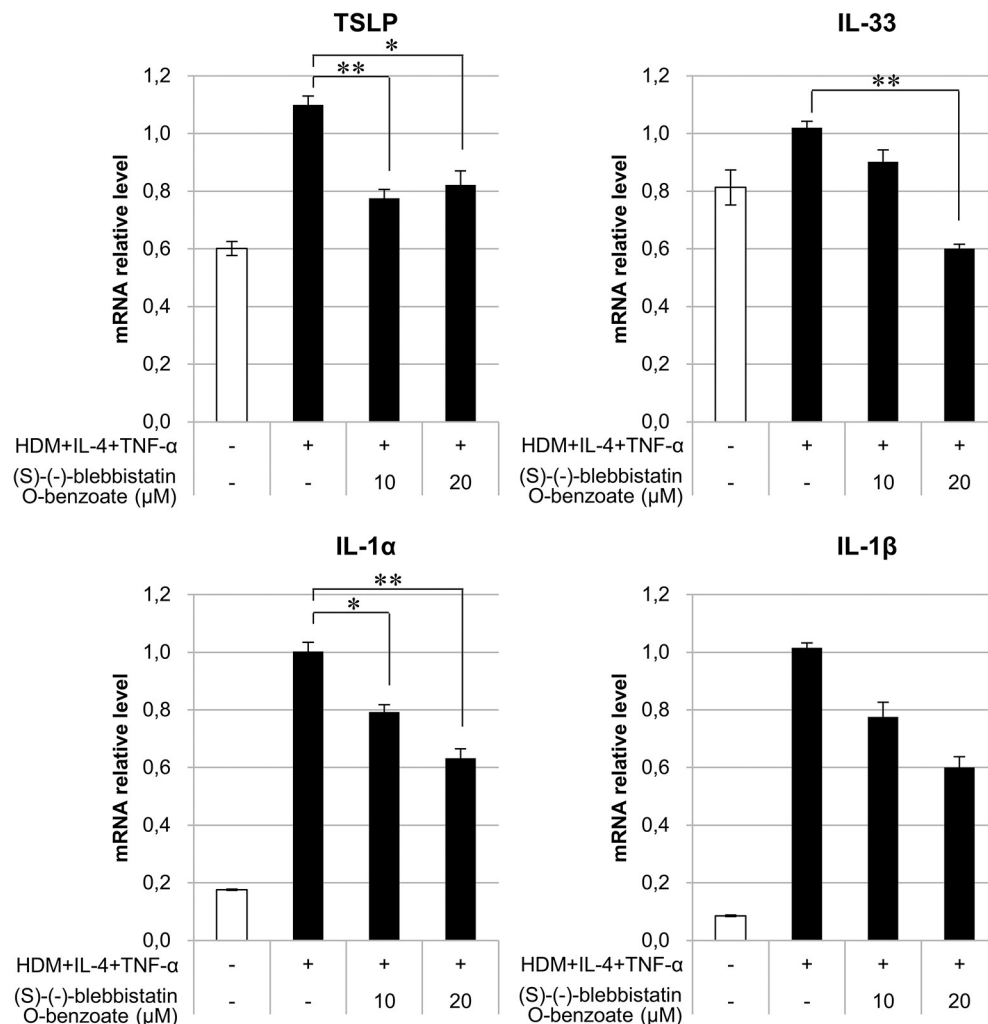 TSLP
*
**
1,2
1,0
0,8
0,6
0,4
0,2
0,0
mRNA relative level
HDM+IL-4+TNF-α - + + +
(S)-(-)-blebbistatin
O-benzoate (µM) - - 10 20
IL-33
**
1,2
1,0
0,8
0,6
0,4
0,2
0,0
mRNA relative level
HDM+IL-4+TNF-α - + + +
(S)-(-)-blebbistatin
O-benzoate (µM) - - 10 20
IL-1α
**
*
1,2
1,0
0,8
0,6
0,4
0,2
0,0
mRNA relative level
HDM+IL-4+TNF-α - + + +
(S)-(-)-blebbistatin
O-benzoate (µM) - - 10 20
IL-1β
1,2
1,0
0,8
0,6
0,4
0,2
0,0
mRNA relative level
HDM+IL-4+TNF-α - + + +
(S)-(-)-blebbistatin
O-benzoate (µM) - - 10 20